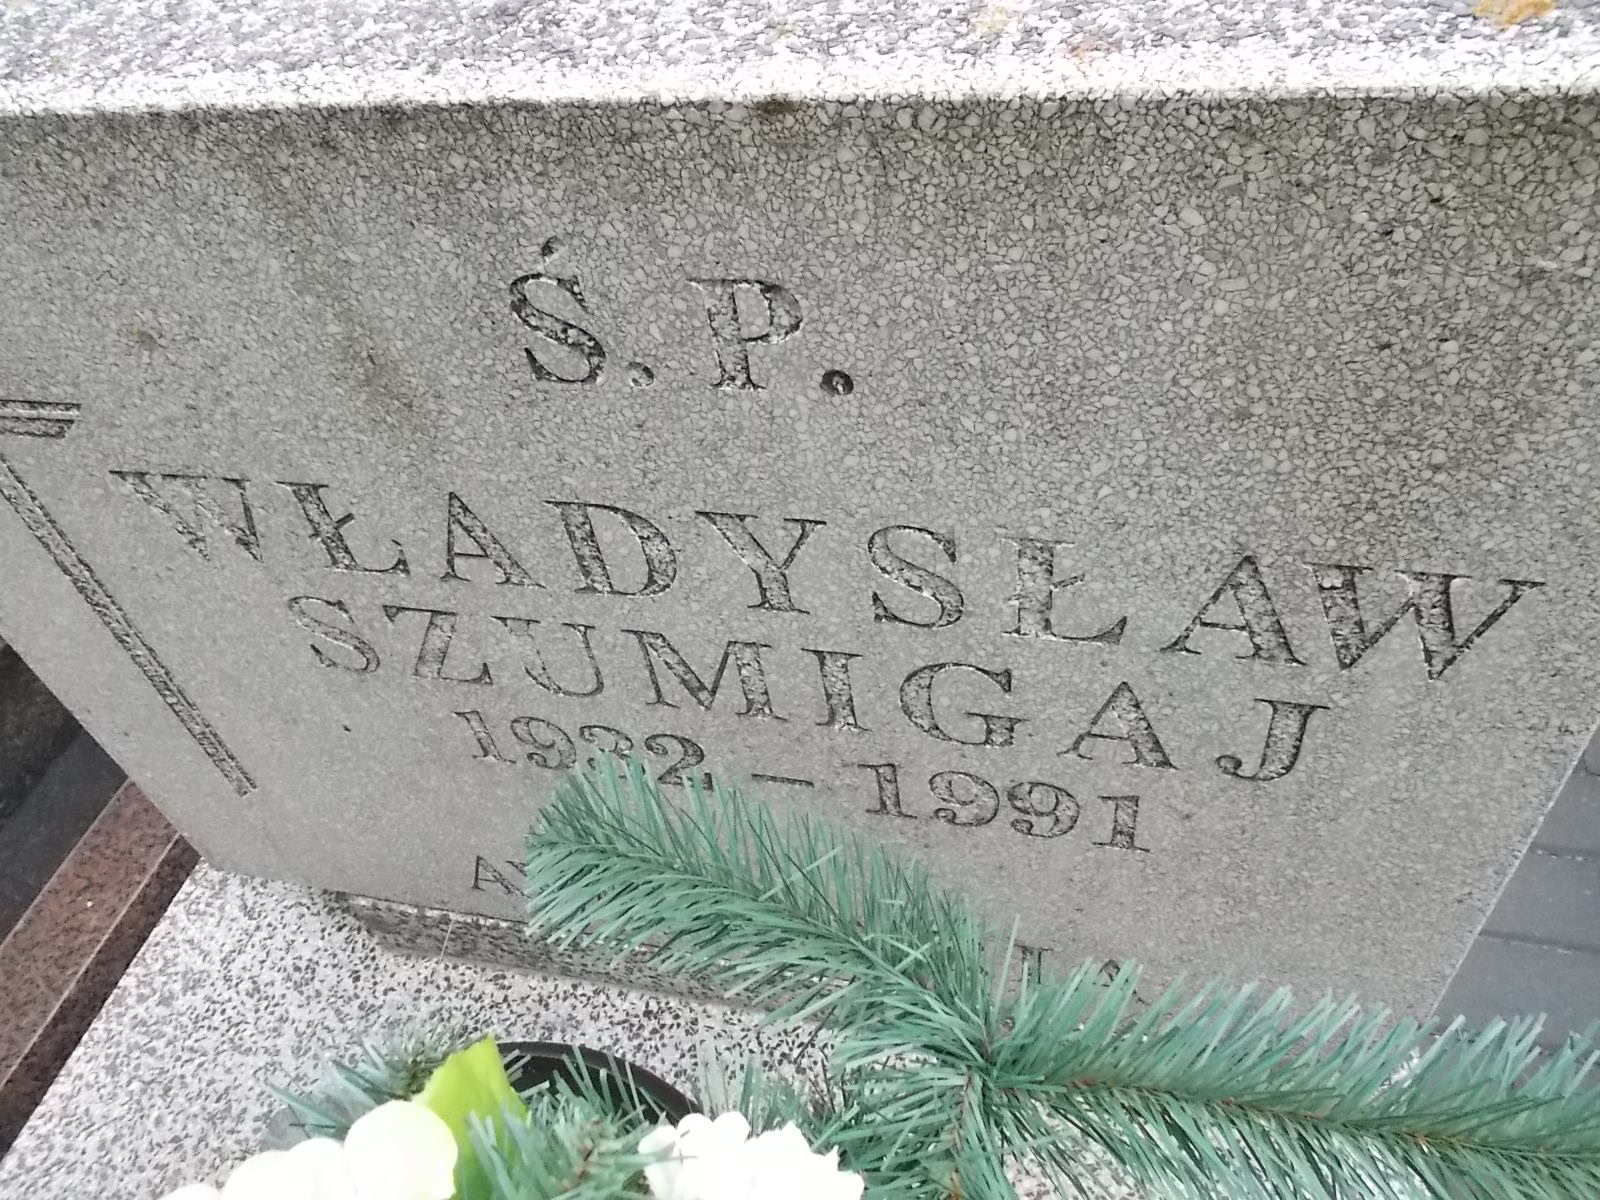 Ś.P.
WŁADYSŁAW
SZUMIGAJ
1932 – 1991